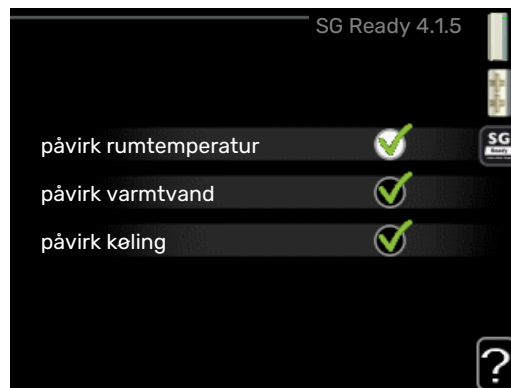 SG Ready 4.1.5
påvirk rumtemperatur
SG
Ready
påvirk varmtvand
påvirk køling
?